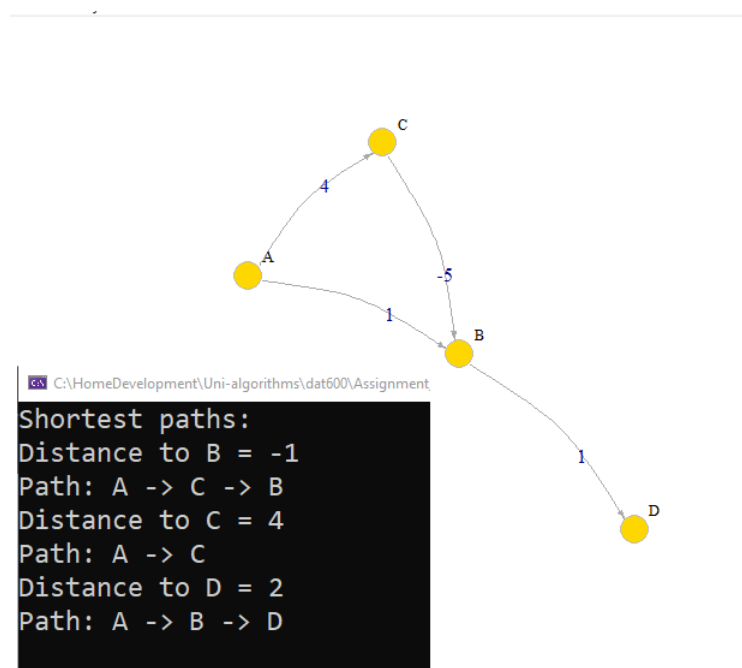 C
4
A
-5
1
B
C:\HomeDevelopment\Uni-algorithms\dat600\Assignment
Shortest paths:
Distance to B = -1
Path: A -> C -> B
Distance to C = 4
Path: A -> C
Distance to D = 2
Path: A -> B -> D
1
D